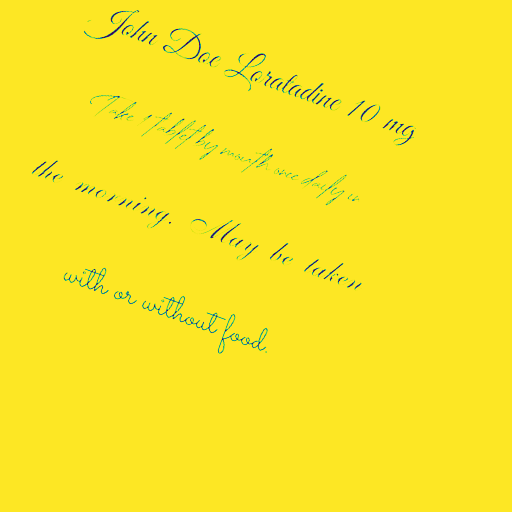 John Doe Loratadine 10 mg
Take 1 tablet by mouth once daily in
the morning. May be taken
with or without food.